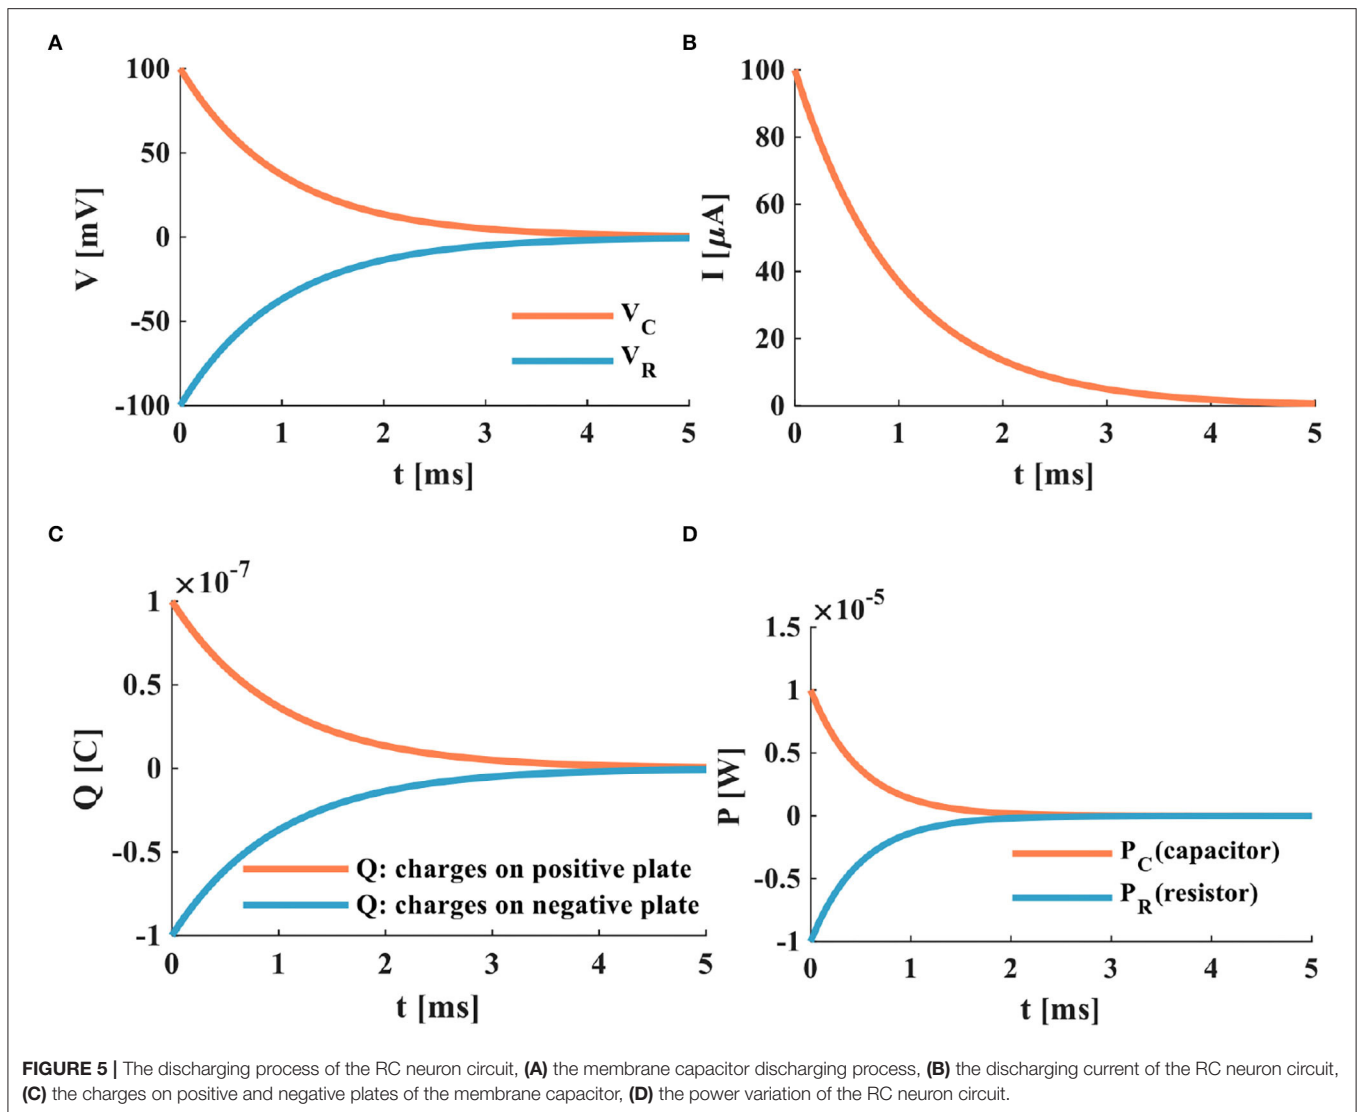 A
100
50
0
-50
-100
V [mV]
V_C
V_R
0 1 2 3 4 5
t [ms]
B
100
80
60
40
20
0
I [μA]
0 1 2 3 4 5
t [ms]
C
×10^-7
1
0.5
0
-0.5
-1
Q [C]
Q: charges on positive plate
Q: charges on negative plate
0 1 2 3 4 5
t [ms]
D
×10^-5
1.5
1
0.5
0
-0.5
-1
P [W]
P_C(capacitor)
P_R(resistor)
0 1 2 3 4 5
t [ms]
FIGURE 5 | The discharging process of the RC neuron circuit, (A) the membrane capacitor discharging process, (B) the discharging current of the RC neuron circuit,
(C) the charges on positive and negative plates of the membrane capacitor, (D) the power variation of the RC neuron circuit.